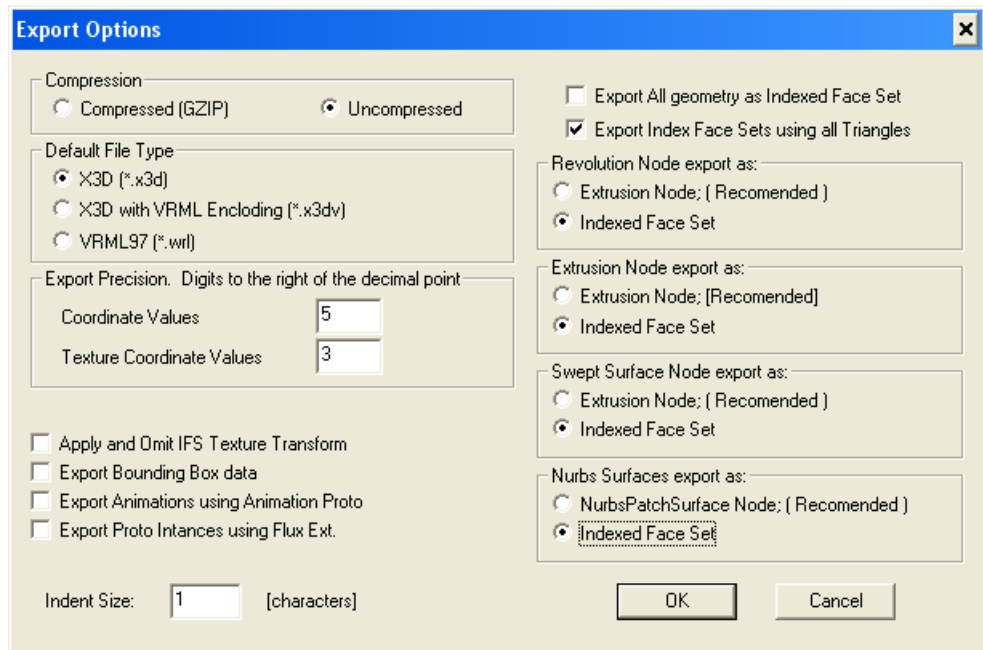 Export Options
Compression
Compressed (GZIP) Uncompressed
Default File Type
X3D (*.x3d)
X3D with VRML Encloding (*.x3dv)
VRML97 (*.wrl)
Export Precision. Digits to the right of the decimal point
Coordinate Values 5
Texture Coordinate Values 3
Apply and Omit IFS Texture Transform
Export Bounding Box data
Export Animations using Animation Proto
Export Proto Intances using Flux Ext.
Indent Size: 1 [characters]
Export All geometry as Indexed Face Set
Export Index Face Sets using all Triangles
Revolution Node export as:
Extrusion Node; ( Recomended )
Indexed Face Set
Extrusion Node export as:
Extrusion Node; [Recomended]
Indexed Face Set
Swept Surface Node export as:
Extrusion Node; ( Recomended )
Indexed Face Set
Nurbs Surfaces export as:
NurbsPatchSurface Node; ( Recomended )
Indexed Face Set
OK Cancel